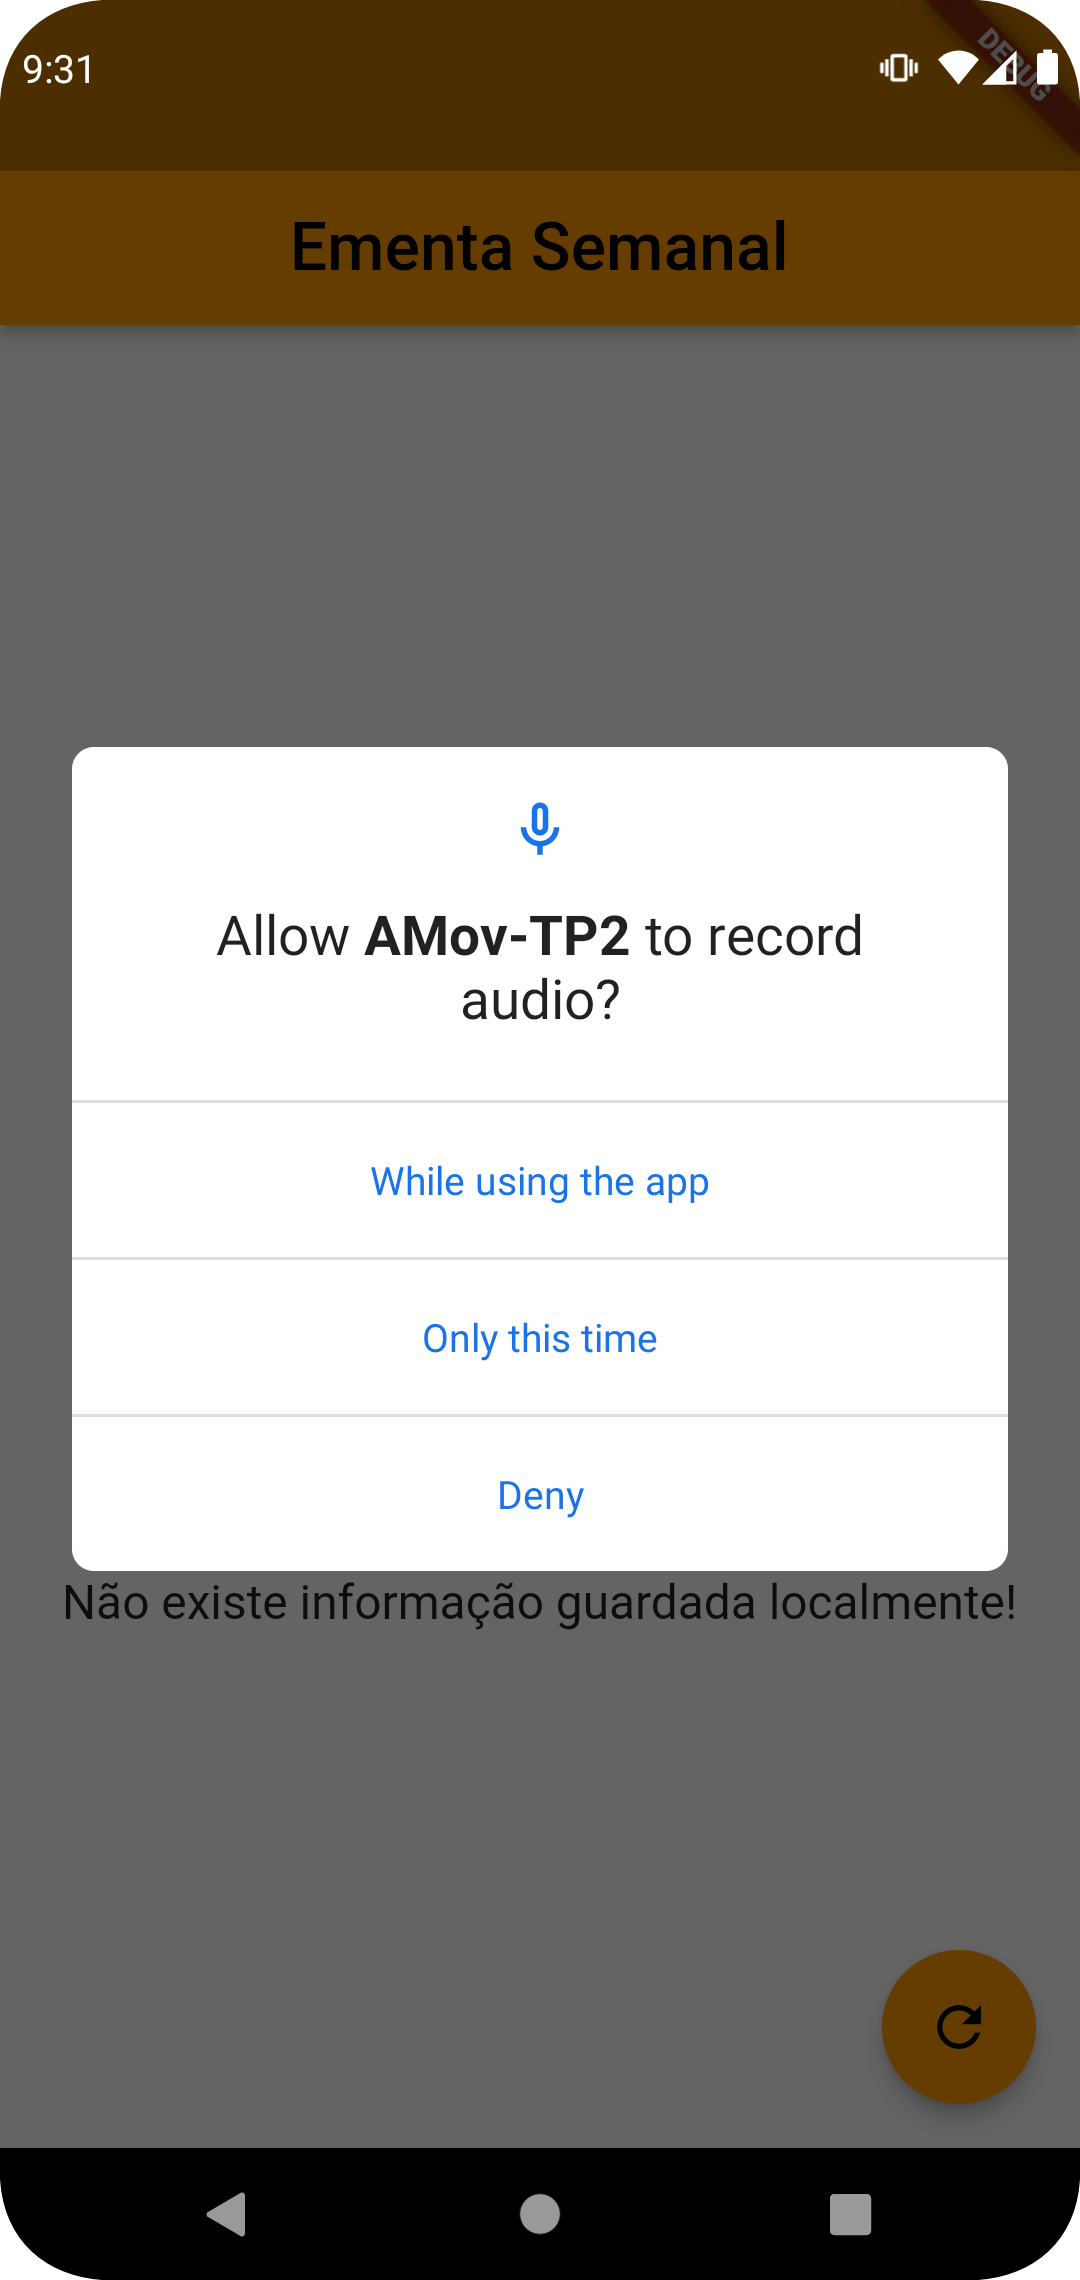 9:31
DEBUG
Ementa Semanal
Allow AMov-TP2 to record
audio?
While using the app
Only this time
Deny
Não existe informação guardada localmente!